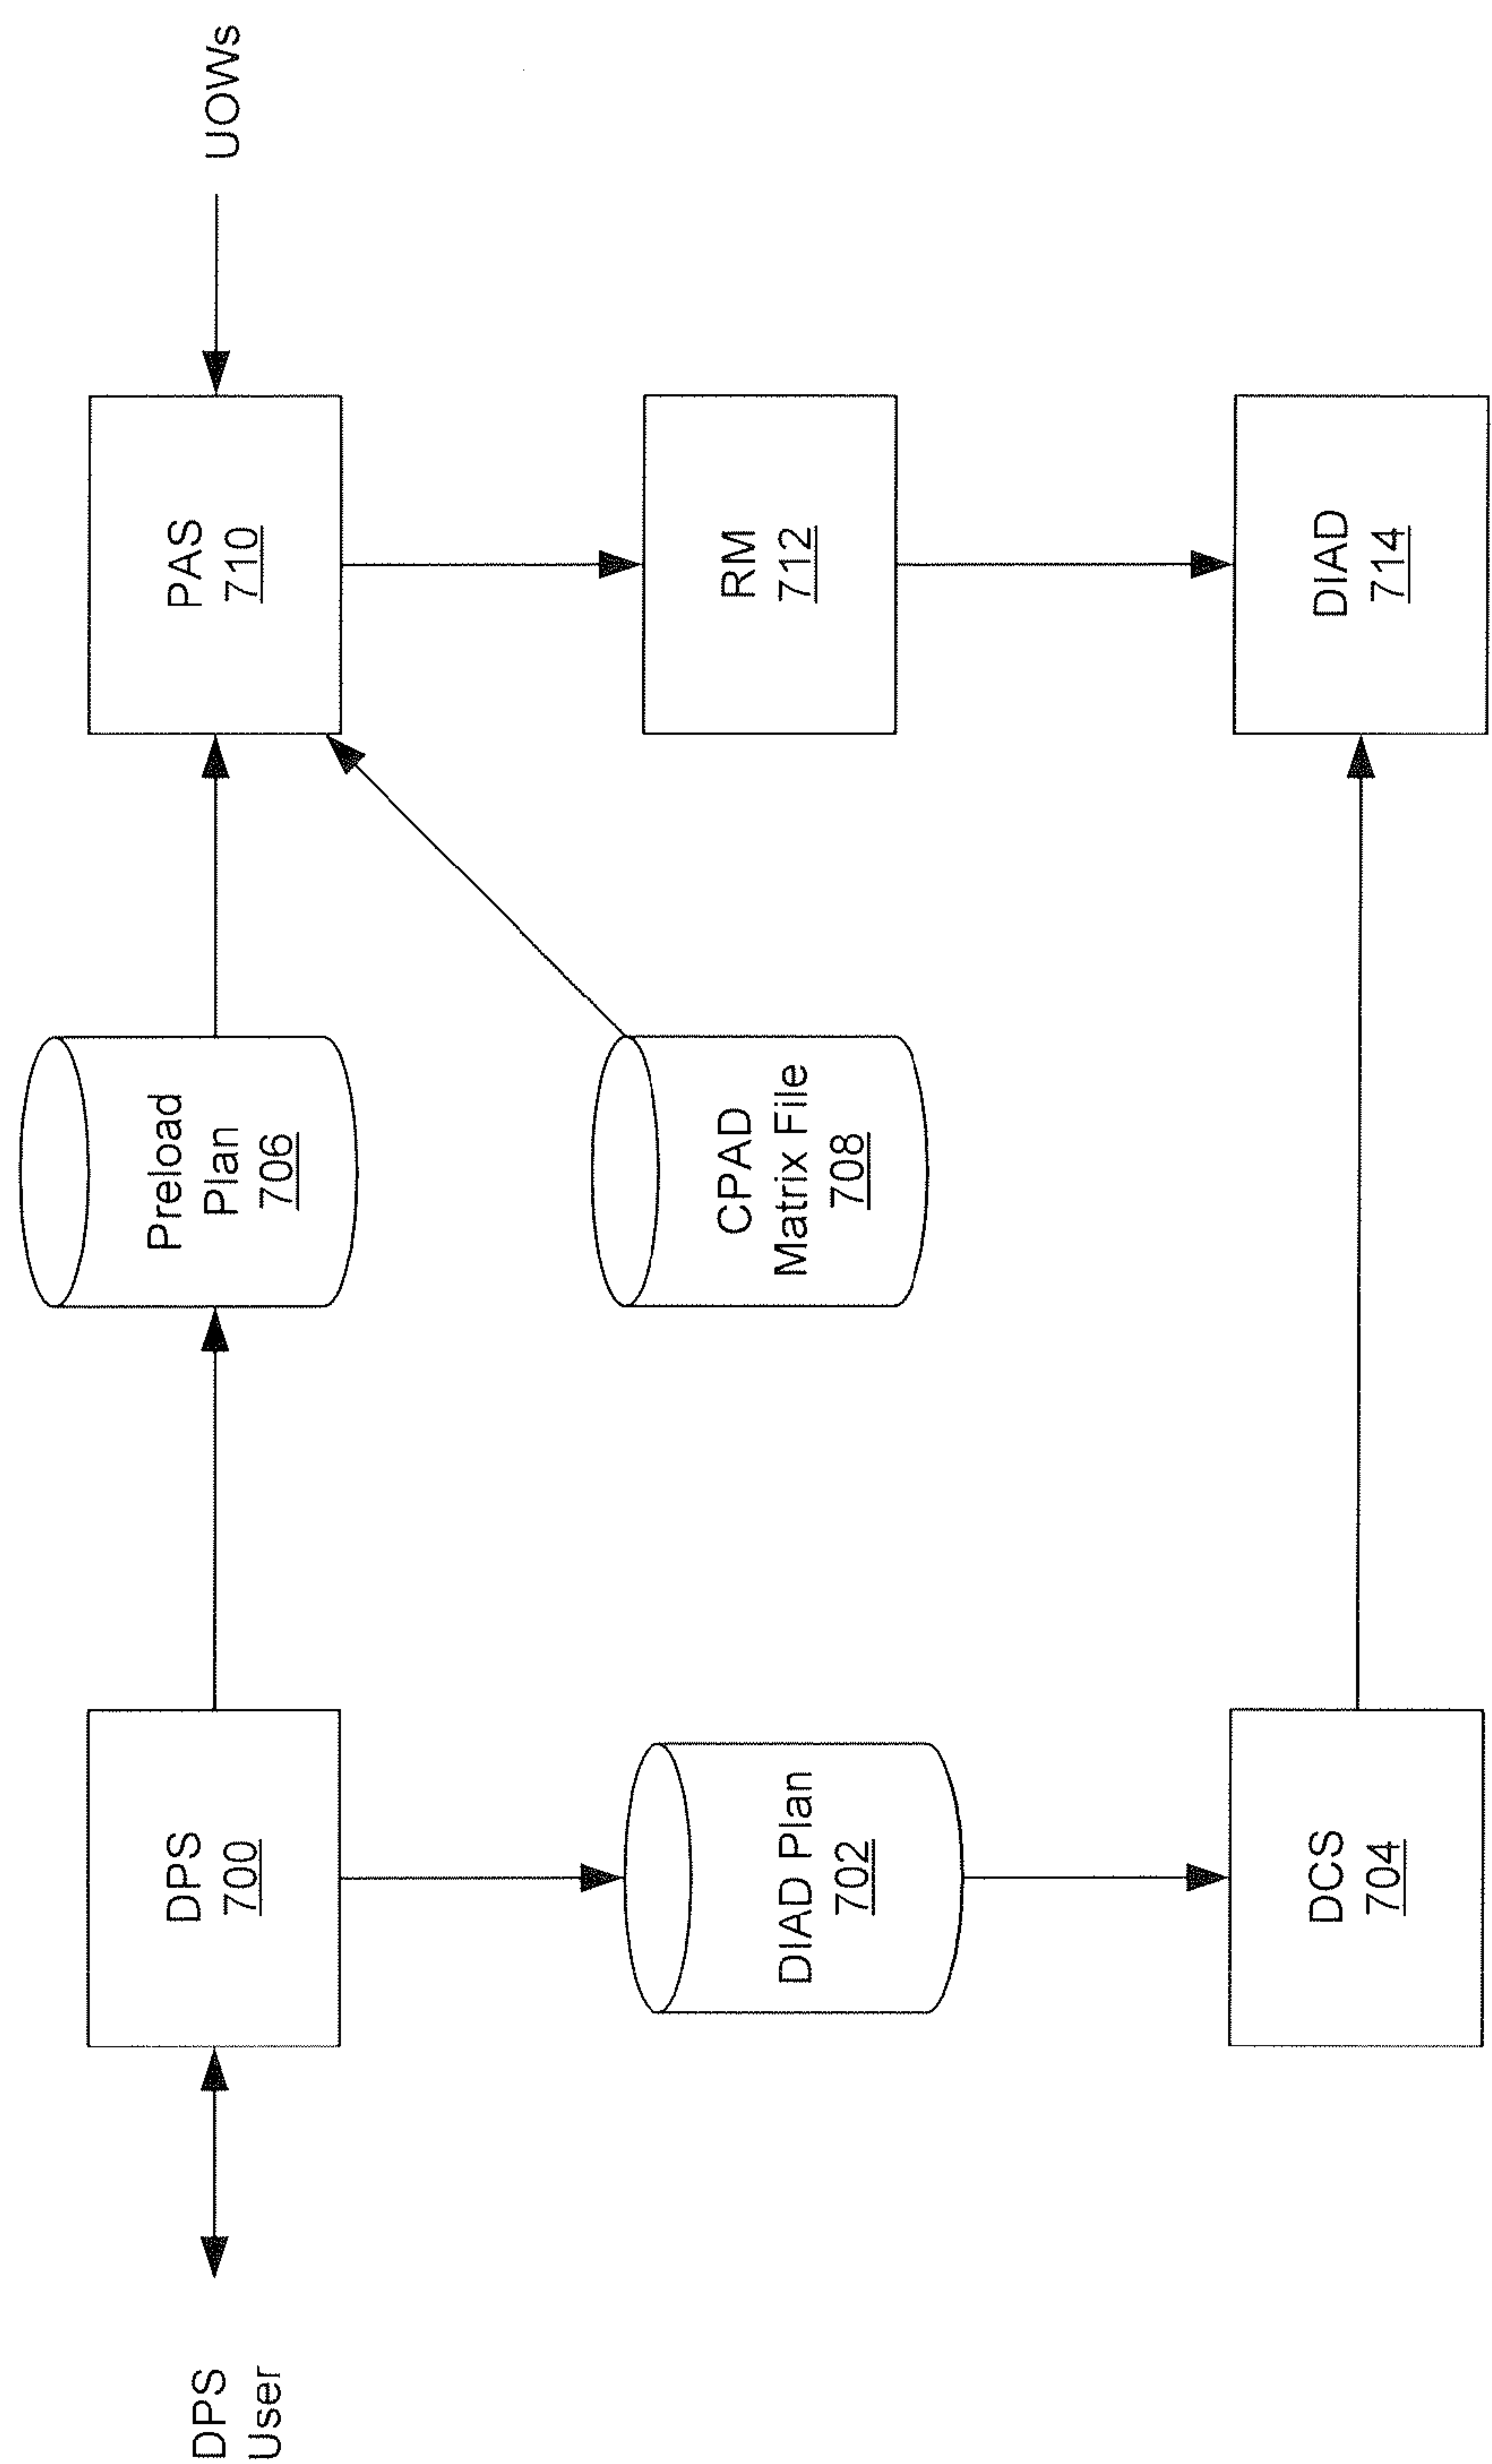 DPS
User
DPS
700
Preload
Plan
706
PAS
710
UOWs
DIAD Plan
702
CPAD
Matrix File
708
RM
712
DCS
704
DIAD
714